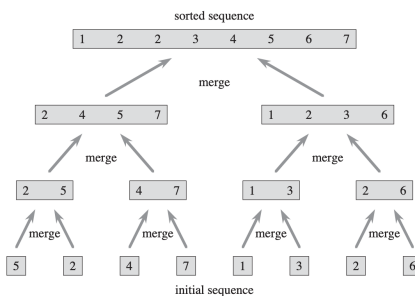 sorted sequence
1 2 2 3 4 5 6 7
merge
2 4 5 7 1 2 3 6
merge merge
2 5 4 7 1 3 2 6
merge merge merge merge
5 2 4 7 1 3 2 6
initial sequence